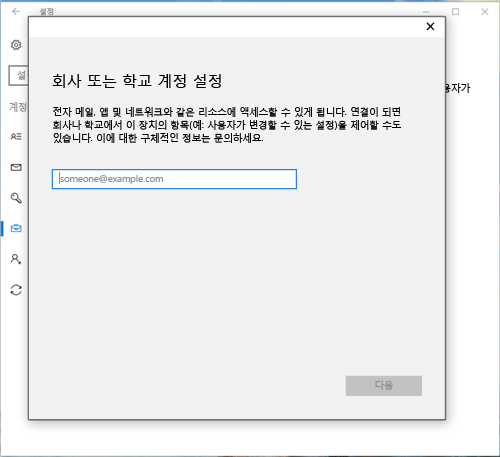 설정
설
계정
용자가
회사 또는 학교 계정 설정
전자 메일, 앱 및 네트워크와 같은 리소스에 액세스할 수 있게 됩니다. 연결이 되면
회사나 학교에서 이 장치의 항목(예: 사용자가 변경할 수 있는 설정)을 제어할 수도
있습니다. 이에 대한 구체적인 정보는 문의하세요.
someone@example.com
다음